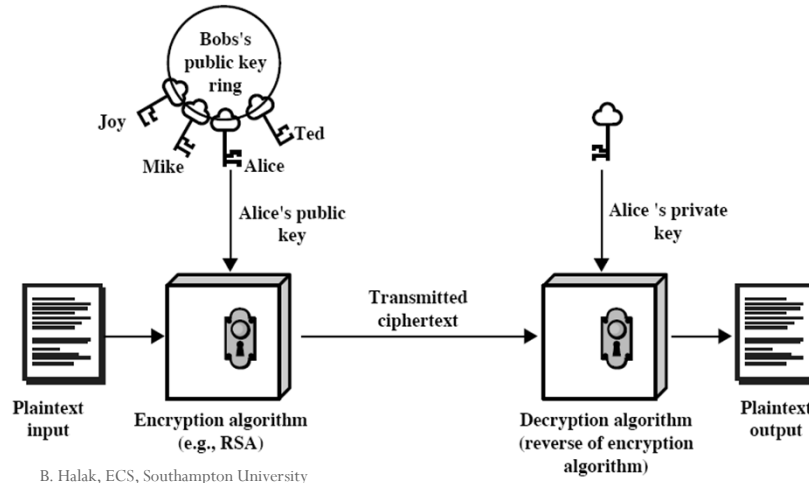 Bobs's
public key
ring
Joy
Mike
Alice
Ted
Alice's public
key
Alice 's private
key
Transmitted
ciphertext
Plaintext
input
Encryption algorithm
(e.g., RSA)
Decryption algorithm
(reverse of encryption
algorithm)
Plaintext
output
B. Halak, ECS, Southampton University